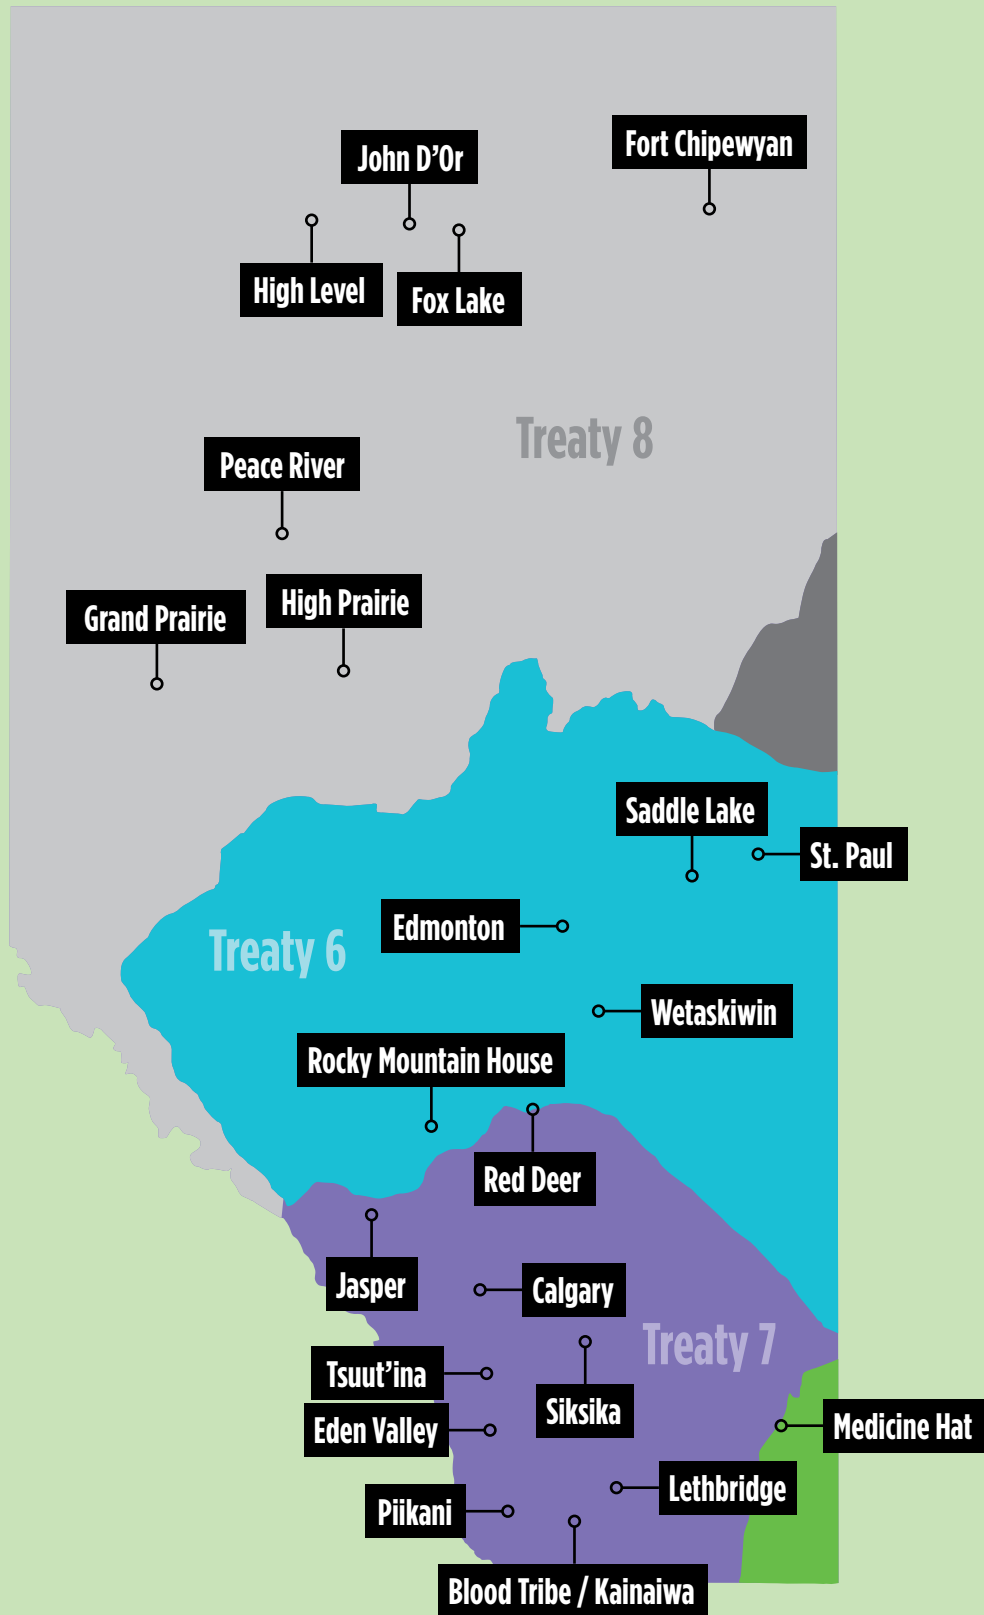 John D’Or
Fort Chipewyan
High Level
Fox Lake
Treaty 8
Peace River
Grand Prairie
High Prairie
Saddle Lake
St. Paul
Edmonton
Treaty 6
Wetaskiwin
Rocky Mountain House
Red Deer
Jasper
Calgary
Treaty 7
Tsuut’ina
Siksika
Eden Valley
Medicine Hat
Lethbridge
Piikani
Blood Tribe / Kainaiwa